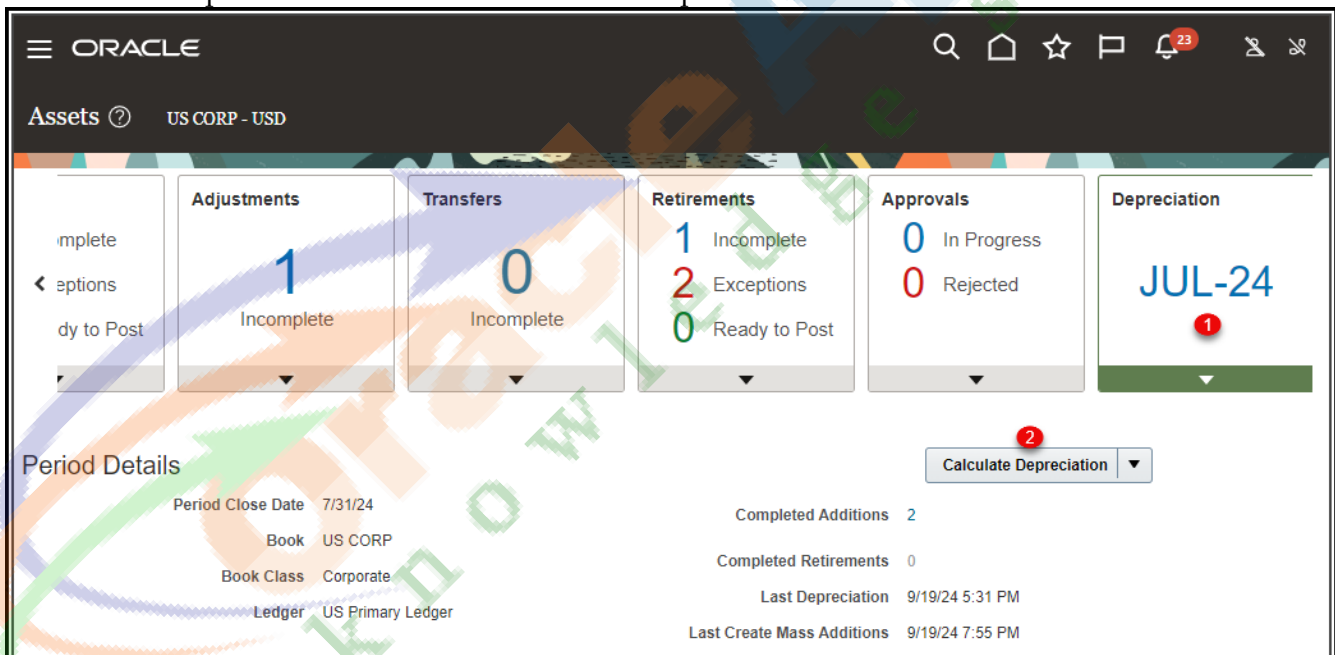 ORACLE
23
Assets ? US CORP - USD
Adjustments
Transfers
Retirements
Approvals
Depreciation
mplete
eptions
dy to Post
1
Incomplete
0
Incomplete
1 Incomplete
2 Exceptions
0 Ready to Post
0 In Progress
0 Rejected
JUL-24
1
2
Period Details
Calculate Depreciation
Period Close Date 7/31/24
Book US CORP
Book Class Corporate
Ledger US Primary Ledger
Completed Additions 2
Completed Retirements 0
Last Depreciation 9/19/24 5:31 PM
Last Create Mass Additions 9/19/24 7:55 PM